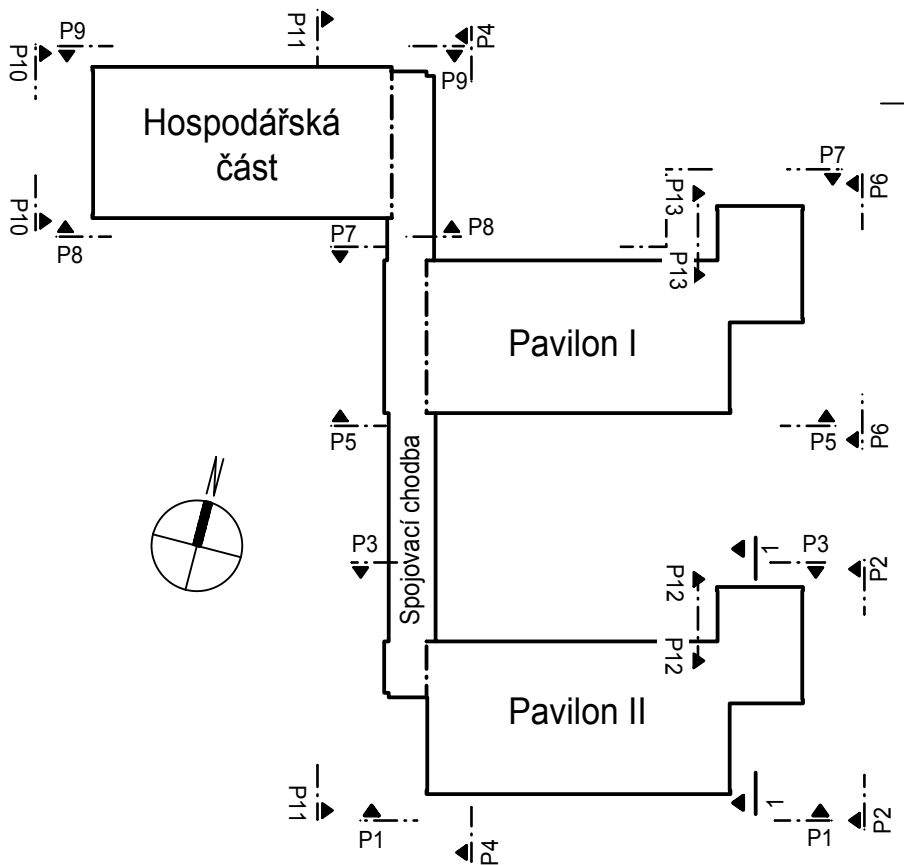 P11
P4
P9
P10
P9
Hospodářská
část
P7
P6
P13
P10
P8
P7
P8
P13
Pavilon I
P5
P5
P6
N
Spojovací chodba
P3
1
P3
P2
P12
P12
Pavilon II
P11
P1
P4
1
P1
P2